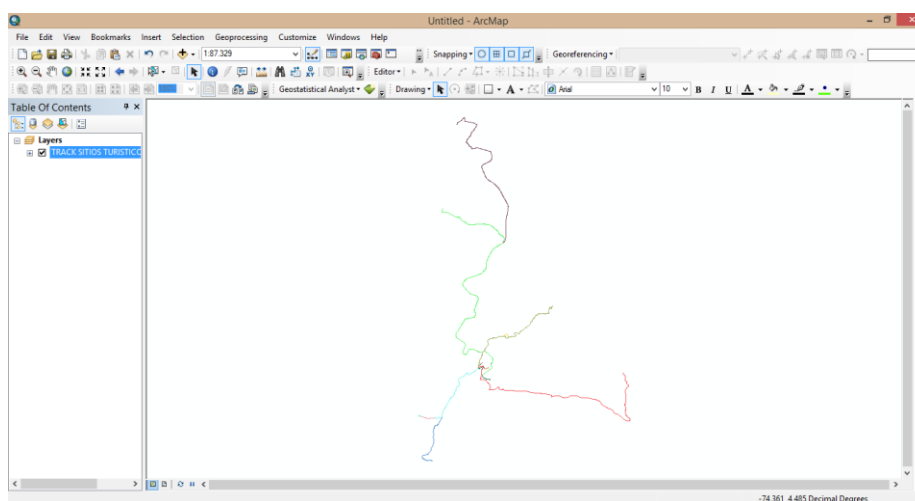 Untitled - ArcMap
File Edit View Bookmarks Insert Selection Geoprocessing Customize Windows Help
1:87.329 Snapping Georeferencing
Editor
Geostatistical Analyst Drawing A Arial 10 B I U A
Table Of Contents
Layers
TRACK SITIOS TURISTICO
-74.361 4.485 Decimal Degrees